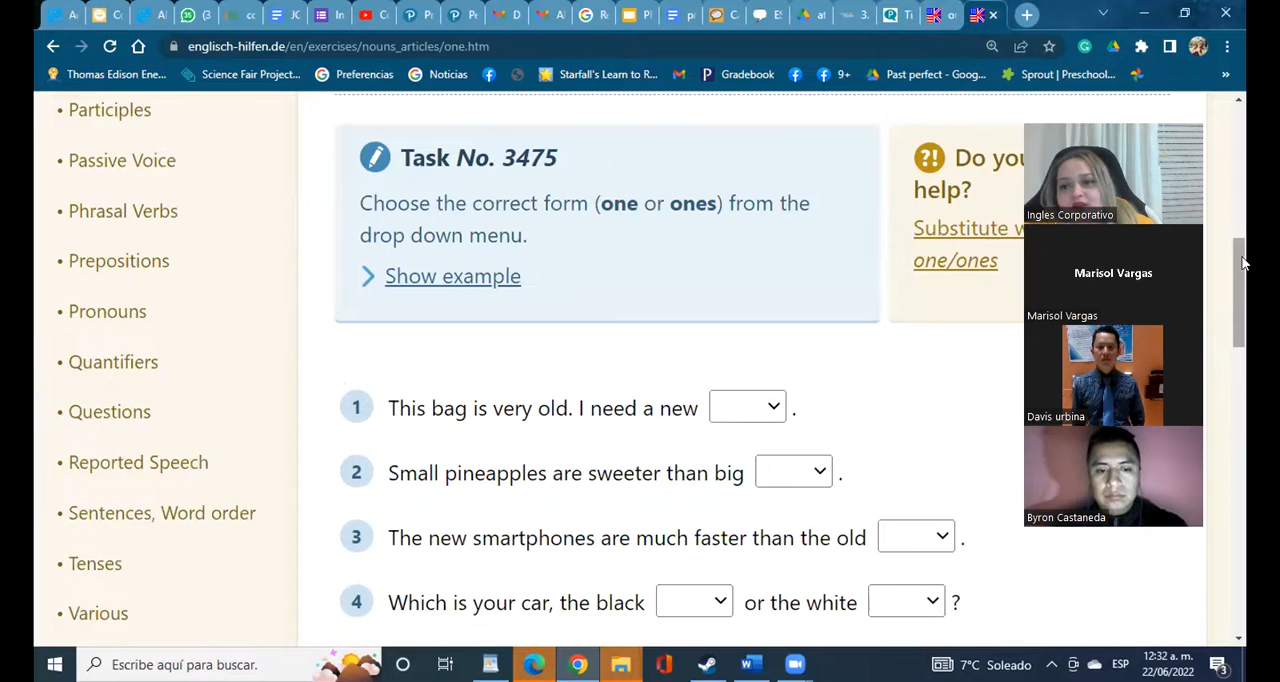 englisch-hilfen.de/en/exercises/nouns_articles/one.htm
Thomas Edison Ene...
Science Fair Project...
Preferencias
Noticias
Starfall's Learn to R...
Gradebook
9+
Past perfect - Goog...
Sprout | Preschool...
»
• Participles
• Passive Voice
• Phrasal Verbs
• Prepositions
• Pronouns
• Quantifiers
• Questions
• Reported Speech
• Sentences, Word order
• Tenses
• Various
Task No. 3475
Choose the correct form (one or ones) from the
drop down menu.
Show example
?! Do you
help?
Substitute
one/ones
1 This bag is very old. I need a new .
2 Small pineapples are sweeter than big .
3 The new smartphones are much faster than the old .
4 Which is your car, the black or the white ?
Ingles Corporativo
Marisol Vargas
Marisol Vargas
Davis urbina
Byron Castaneda
Escribe aquí para buscar.
7°C Soleado
ESP
12:32 a. m.
22/06/2022
3